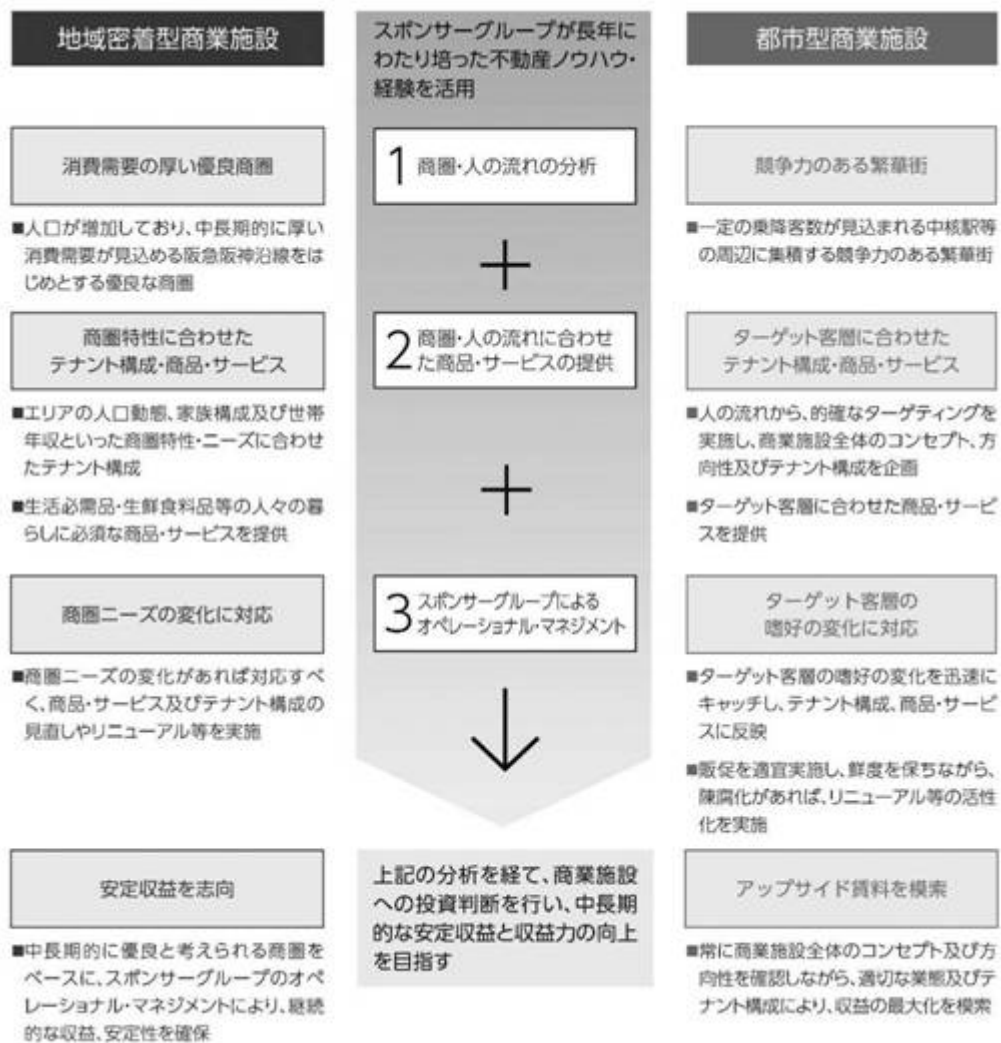 地域密着型商業施設
スポンサーグループが長年に
わたり培った不動産ノウハウ・
経験を活用
都市型商業施設
消費需要の厚い優良商圏
1 商圏・人の流れの分析
競争力のある繁華街
■人口が増加しており、中長期的に厚い
消費需要が見込める阪急阪神沿線をは
じめとする優良な商圏
+
■一定の乗降客数が見込まれる中核駅等
の周辺に集積する競争力のある繁華街
商圏特性に合わせた
テナント構成・商品・サービス
2 商圏・人の流れに合わせ
た商品・サービスの提供
ターゲット客層に合わせた
テナント構成・商品・サービス
■エリアの人口動態、家族構成及び世帯
年収といった商圏特性・ニーズに合わせ
たテナント構成
■生活必需品・生鮮食料品等の人々の暮
らしに必須な商品・サービスを提供
+
■人の流れから、的確なターゲティングを
実施し、商業施設全体のコンセプト、方
向性及びテナント構成を企画
■ターゲット客層に合わせた商品・サービ
スを提供
商圏ニーズの変化に対応
3 スポンサーグループによる
オペレーショナル・マネジメント
ターゲット客層の
嗜好の変化に対応
■商圏ニーズの変化があれば対応すべ
く、商品・サービス及びテナント構成の
見直しやリニューアル等を実施
■ターゲット客層の嗜好の変化を迅速に
キャッチし、テナント構成、商品・サービ
スに反映
■販促を適宜実施し、鮮度を保ちながら、
陳腐化があれば、リニューアル等の活性
化を実施
安定収益を志向
上記の分析を経て、商業施設
への投資判断を行い、中長期
的な安定収益と収益力の向上
を目指す
アップサイド賃料を模索
■中長期的に優良と考えられる商圏を
ベースに、スポンサーグループのオペ
レーショナル・マネジメントにより、継続
的な収益、安定性を確保
■常に商業施設全体のコンセプト及び方
向性を確認しながら、適切な業態及びテ
ナント構成により、収益の最大化を模索